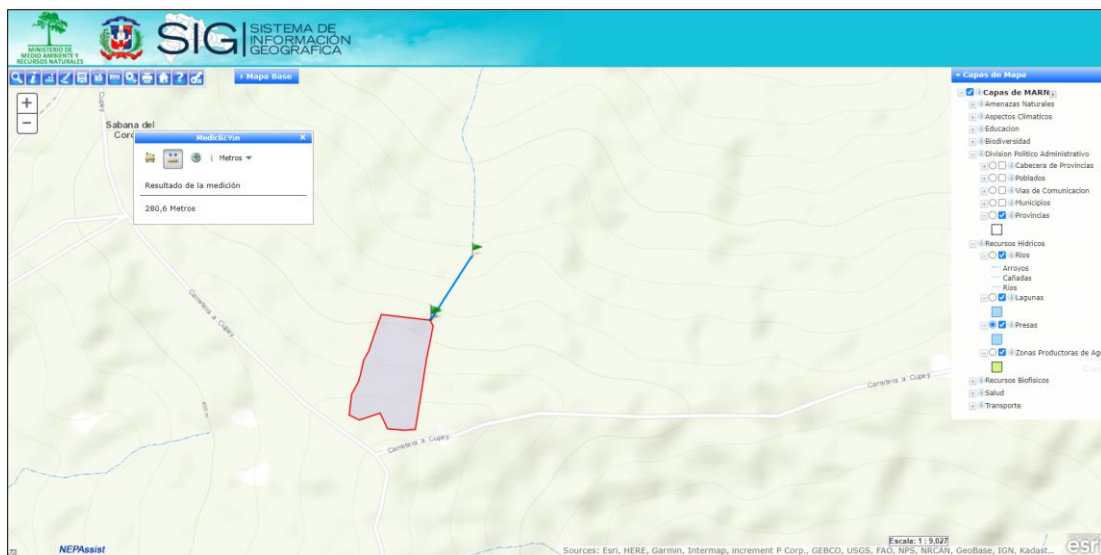 MINISTERIO DE
MEDIO AMBIENTE Y
RECURSOS NATURALES
SIG
SISTEMA DE
INFORMACIÓN
GEOGRÁFICA
Mapa Base
Capas de Mapa
+
−
Cupey
Sabana del
Medición
x
Metros
Resultado de la medición
280,6 Metros
Carretera a Cupey
Carretera a Cupey
Carretera a Cupey
400 m
Capas de MARN
Amenazas Naturales
Aspectos Climaticos
Educacion
Biodiversidad
Division Politico Administrativo
Cabecera de Provincias
Poblados
Vias de Comunicacion
Municipios
Provincias
Recursos Hidricos
Rios
Arroyos
Cañadas
Rios
Lagunas
Presas
Zonas Productoras de Ag
Recursos Biofisicos
Salud
Transporte
Escala: 1 : 9,027
NEPAssist
Sources: Esri, HERE, Garmin, Intermap, increment P Corp., GEBCO, USGS, FAO, NPS, NRCAN, GeoBase, IGN, Kadast...
esri